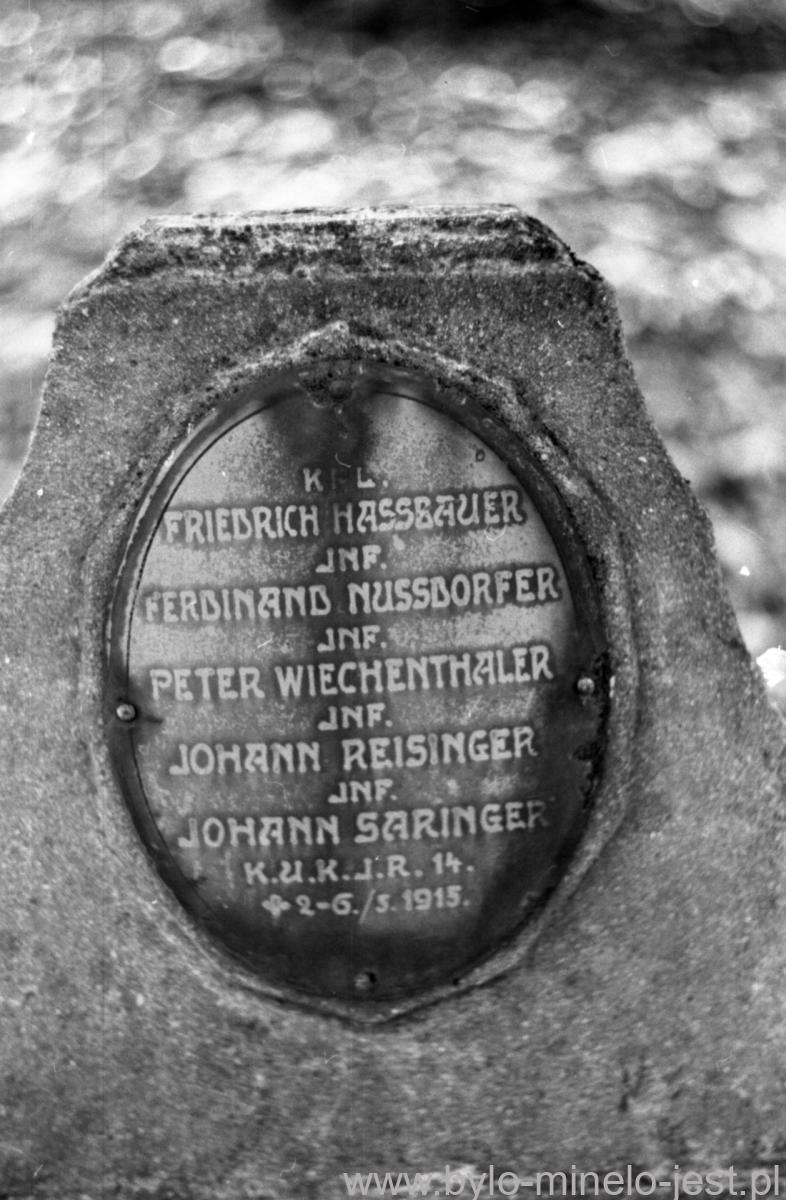 KPL.
FRIEDRICH HASSBAUER
JNF.
FERDINAND NUSSDORFER
JNF.
PETER WIECHENTHALER
JNF.
JOHANN REISINGER
JNF.
JOHANN SARINGER
K.U.K.J.R. 14.
✤ 2-6./5.1915.
www.bylo-minelo-jest.pl